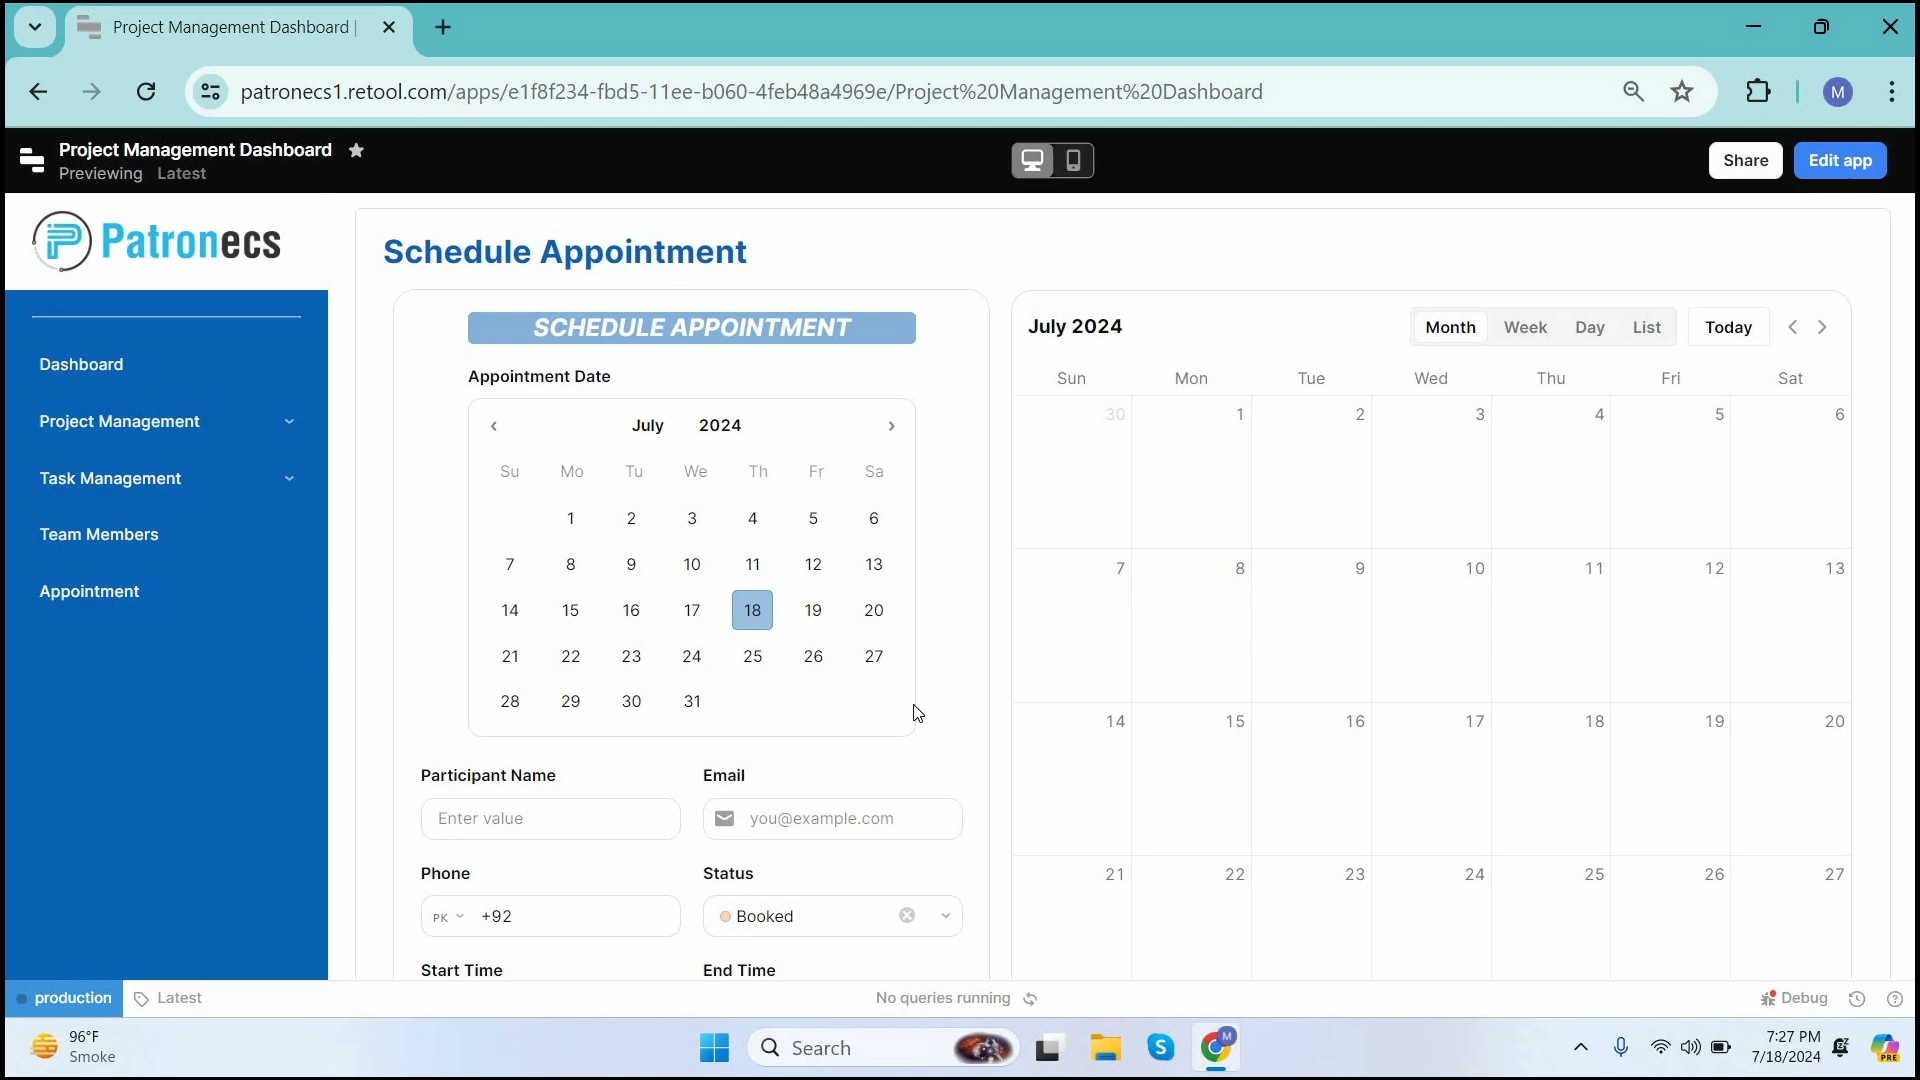 Project Management Dashboard |
patronecs1.retool.com/apps/e1f8f234-fbd5-11ee-b060-4feb48a4969e/Project%20Management%20Dashboard
M
Project Management Dashboard
Previewing Latest
Share
Edit app
Patronecs
Dashboard
Project Management
Task Management
Team Members
Appointment
Schedule Appointment
SCHEDULE APPOINTMENT
Appointment Date
July 2024
Su Mo Tu We Th Fr Sa
1 2 3 4 5 6
7 8 9 10 11 12 13
14 15 16 17 18 19 20
21 22 23 24 25 26 27
28 29 30 31
Participant Name
Enter value
Email
you@example.com
Phone
PK +92
Status
Booked
Start Time
End Time
July 2024
Month Week Day List Today
Sun Mon Tue Wed Thu Fri Sat
30 1 2 3 4 5 6
7 8 9 10 11 12 13
14 15 16 17 18 19 20
21 22 23 24 25 26 27
production
Latest
No queries running
Debug
96°F
Smoke
Search
M
7:27 PM
7/18/2024
PRE